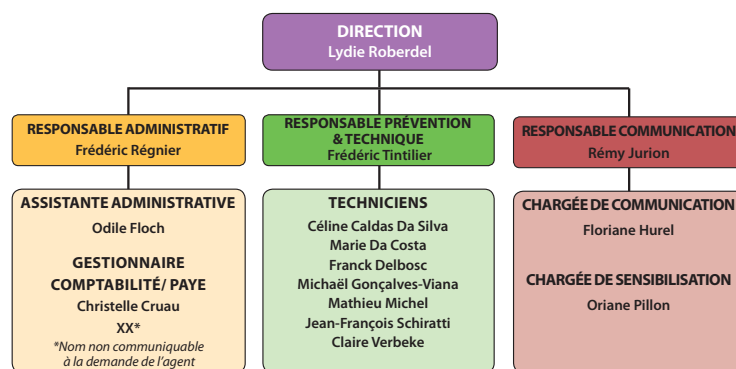 DIRECTION
Lydie Roberdel
RESPONSABLE ADMINISTRATIF
Frédéric Régnier
RESPONSABLE PRÉVENTION
& TECHNIQUE
Frédéric Tintilier
RESPONSABLE COMMUNICATION
Rémy Jurion
ASSISTANTE ADMINISTRATIVE
Odile Floch
GESTIONNAIRE
COMPTABILITÉ/ PAYE
Christelle Cruau
XX*
*Nom non communiquable
à la demande de l'agent
TECHNICIENS
Céline Caldas Da Silva
Marie Da Costa
Franck Delbosc
Michaël Gonçalves-Viana
Mathieu Michel
Jean-François Schiratti
Claire Verbeke
CHARGÉE DE COMMUNICATION
Floriane Hurel
CHARGÉE DE SENSIBILISATION
Oriane Pillon